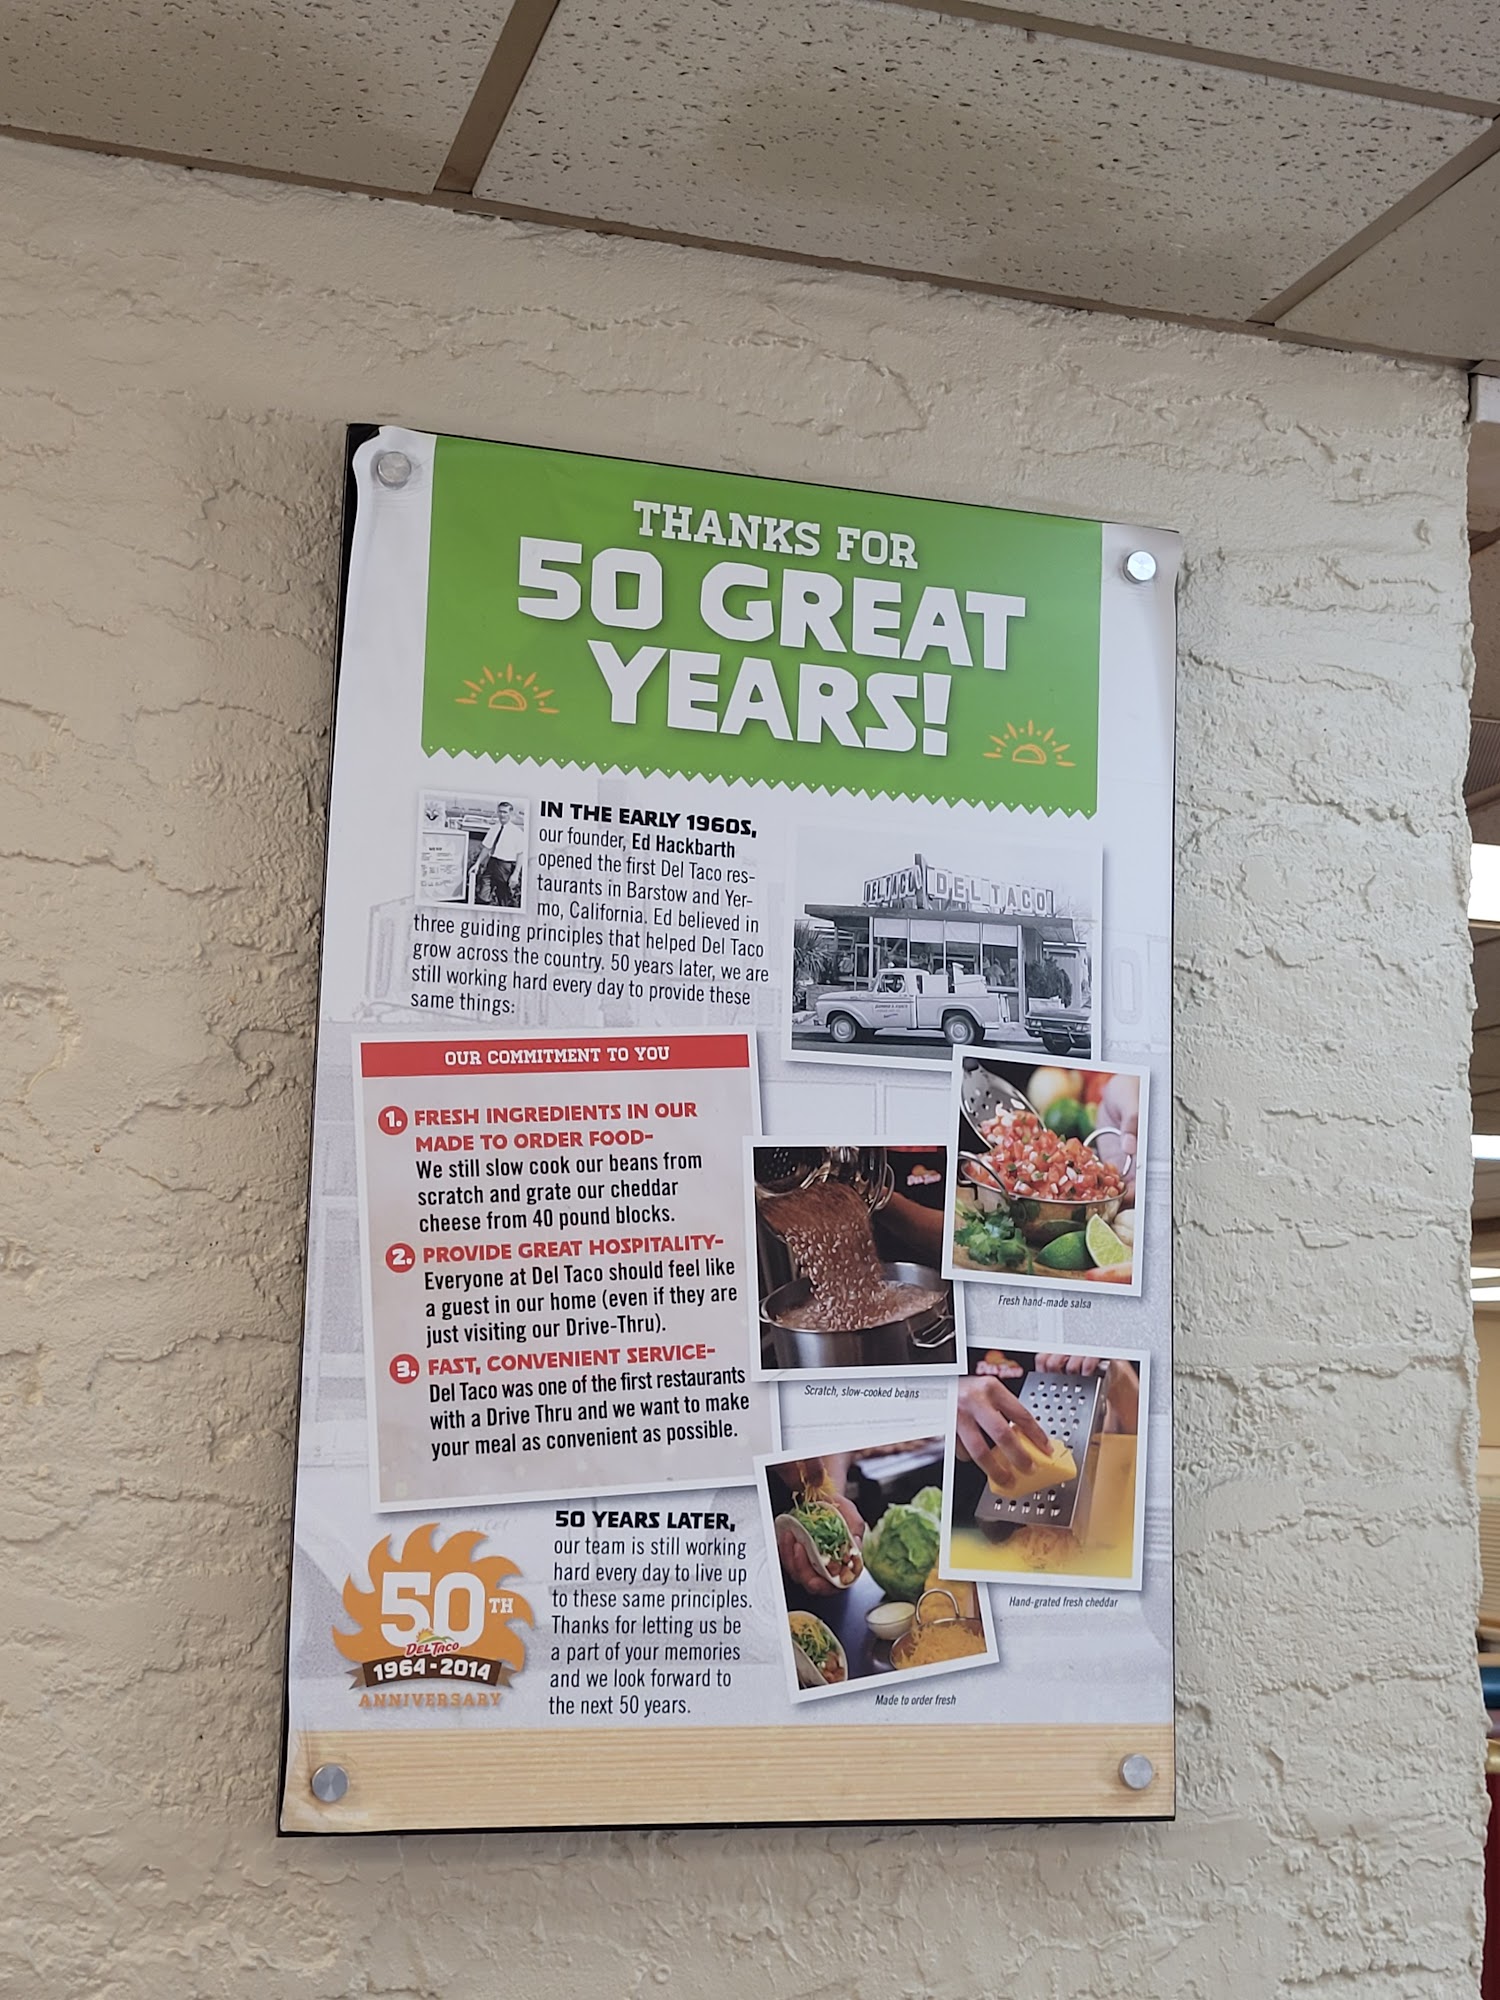 THANKS FOR
50 GREAT
YEARS!
IN THE EARLY 1960S,
our founder, Ed Hackbarth
opened the first Del Taco res-
taurants in Barstow and Yer-
mo, California. Ed believed in
three guiding principles that helped Del Taco
grow across the country. 50 years later, we are
still working hard every day to provide these
same things:
DEL TACO
DEL TACO
OUR COMMITMENT TO YOU
1. FRESH INGREDIENTS IN OUR
MADE TO ORDER FOOD-
We still slow cook our beans from
scratch and grate our cheddar
cheese from 40 pound blocks.
2. PROVIDE GREAT HOSPITALITY-
Everyone at Del Taco should feel like
a guest in our home (even if they are
just visiting our Drive-Thru).
3. FAST, CONVENIENT SERVICE-
Del Taco was one of the first restaurants
with a Drive Thru and we want to make
your meal as convenient as possible.
Fresh hand-made salsa
Scratch, slow-cooked beans
Hand-grated fresh cheddar
Made to order fresh
50TH
DEL TACO
1964-2014
ANNIVERSARY
50 YEARS LATER,
our team is still working
hard every day to live up
to these same principles.
Thanks for letting us be
a part of your memories
and we look forward to
the next 50 years.